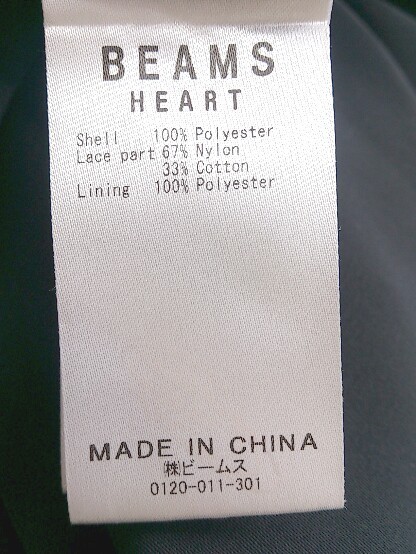 BEAMS
HEART
Shell 100% Polyester
Lace part 67% Nylon
33% Cotton
Lining 100% Polyester
MADE IN CHINA
㈱ビームス
0120-011-301